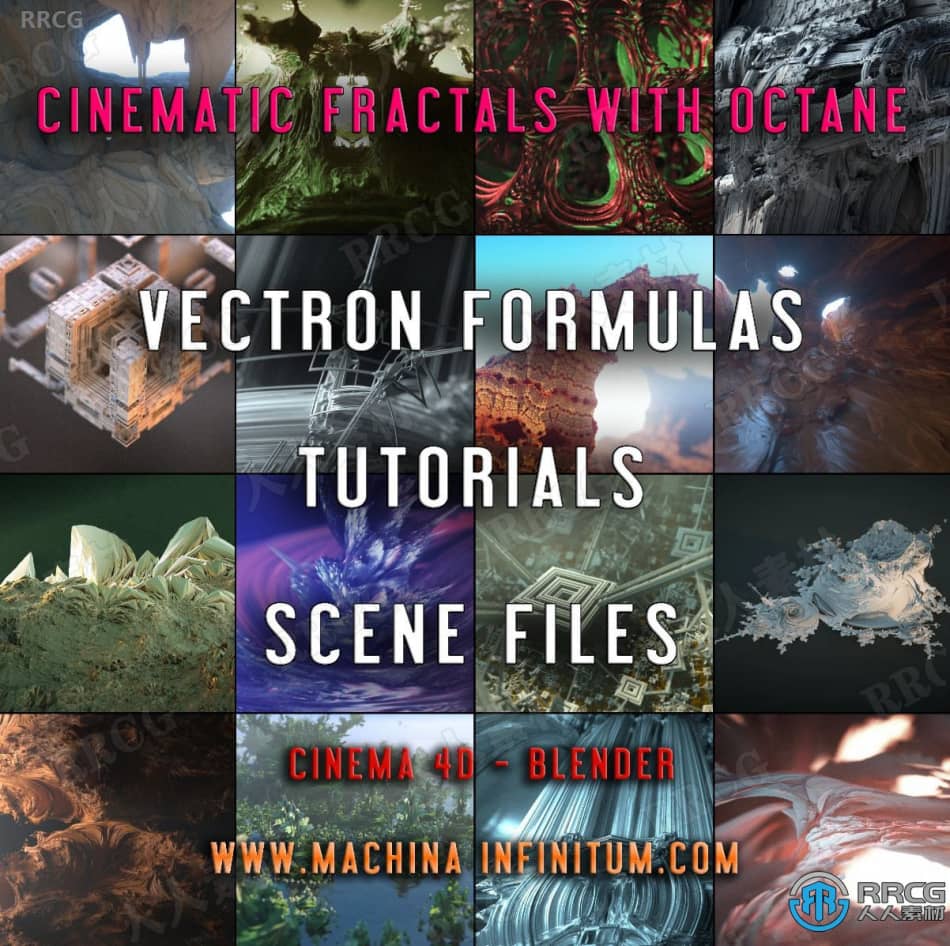 RRCG
CINEMATIC FRACTALS WITH OCTANE
VECTRON FORMULAS
TUTORIALS
SCENE FILES
CINEMA 4D - BLENDER
WWW.MACHINA INFINITUM.COM
RRCG
人人素材